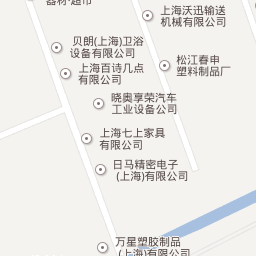 器材·超市
上海沃迅输送
机械有限公司
贝朗(上海)卫浴
设备有限公司
松江春申
塑料制品厂
上海百诗几点
有限公司
晓奥享荣汽车
工业设备公司
上海七上家具
有限公司
日马精密电子
(上海)有限公司
万星塑胶制品
(上海)有限公司